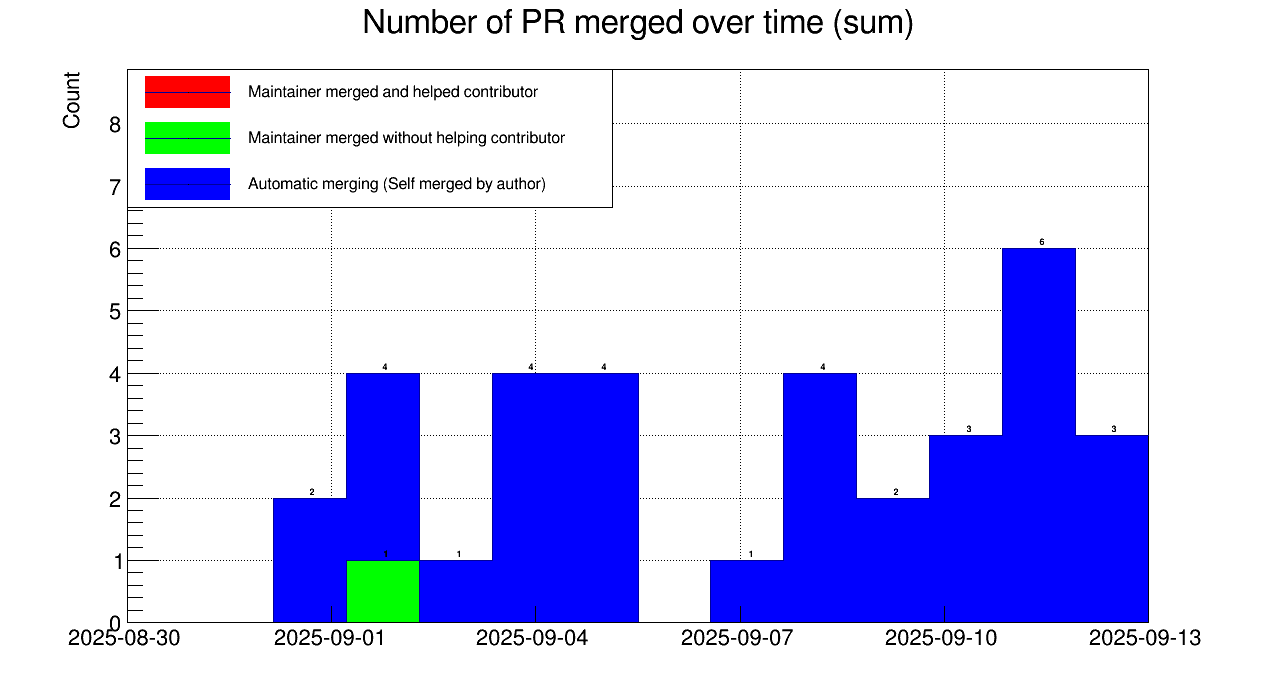 Number of PR merged over time (sum)
Count
Maintainer merged and helped contributor
Maintainer merged without helping contributor
Automatic merging (Self merged by author)
8
7
6
5
4
3
2
1
0
6
4 4 4 4
3 3
2 2
1 1 1
2025-08-30 2025-09-01 2025-09-04 2025-09-07 2025-09-10 2025-09-13